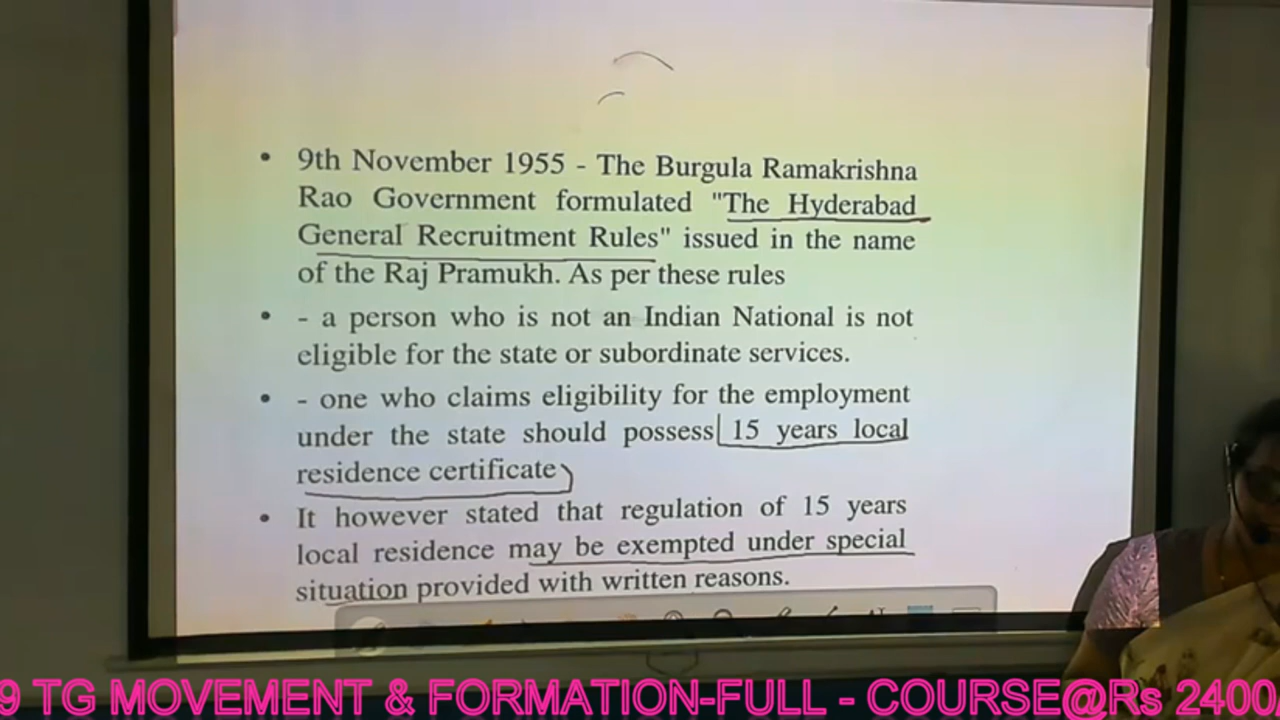 • 9th November 1955 - The Burgula Ramakrishna
Rao Government formulated "The Hyderabad
General Recruitment Rules" issued in the name
of the Raj Pramukh. As per these rules
• - a person who is not an Indian National is not
eligible for the state or subordinate services.
• - one who claims eligibility for the employment
under the state should possess 15 years local
residence certificate
• It however stated that regulation of 15 years
local residence may be exempted under special
situation provided with written reasons.
9 TG MOVEMENT & FORMATION-FULL - COURSE@Rs 2400